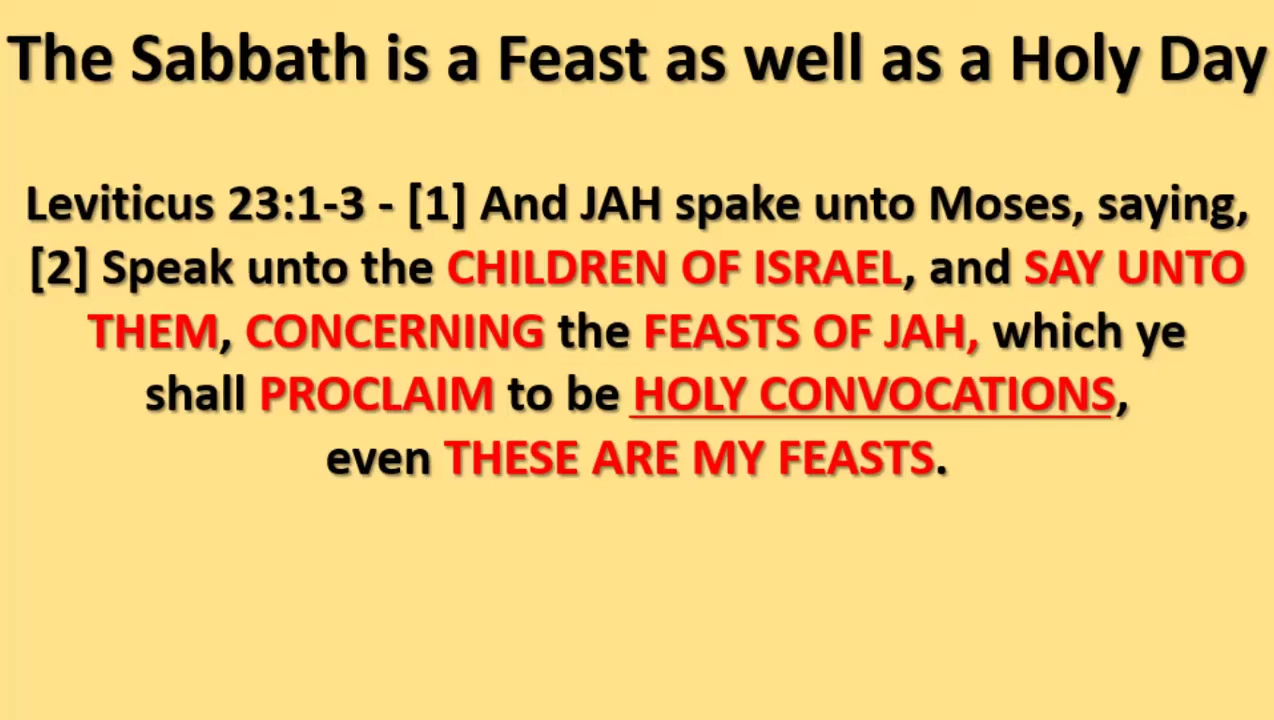 The Sabbath is a Feast as well as a Holy Day
Leviticus 23:1-3 - [1] And JAH spake unto Moses, saying,
[2] Speak unto the CHILDREN OF ISRAEL, and SAY UNTO
THEM, CONCERNING the FEASTS OF JAH, which ye
shall PROCLAIM to be HOLY CONVOCATIONS,
even THESE ARE MY FEASTS.